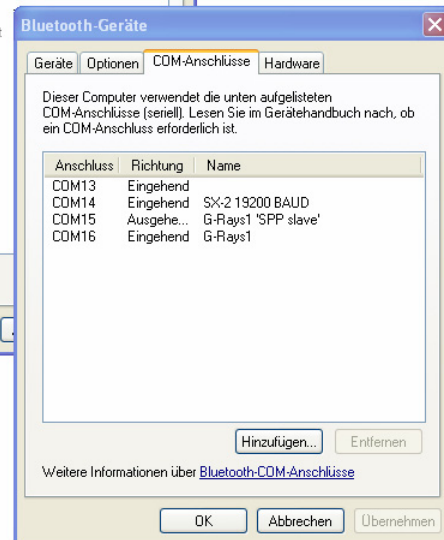 Bluetooth-Geräte
Geräte Optionen COM-Anschlüsse Hardware
Dieser Computer verwendet die unten aufgelisteten
COM-Anschlüsse (seriell). Lesen Sie im Gerätehandbuch nach, ob
ein COM-Anschluss erforderlich ist.
Anschluss Richtung Name
COM13 Eingehend
COM14 Eingehend SX-2 19200 BAUD
COM15 Ausgehe... G-Rays1 'SPP slave'
COM16 Eingehend G-Rays1
Hinzufügen... Entfernen
Weitere Informationen über Bluetooth-COM-Anschlüsse
OK Abbrechen Übernehmen